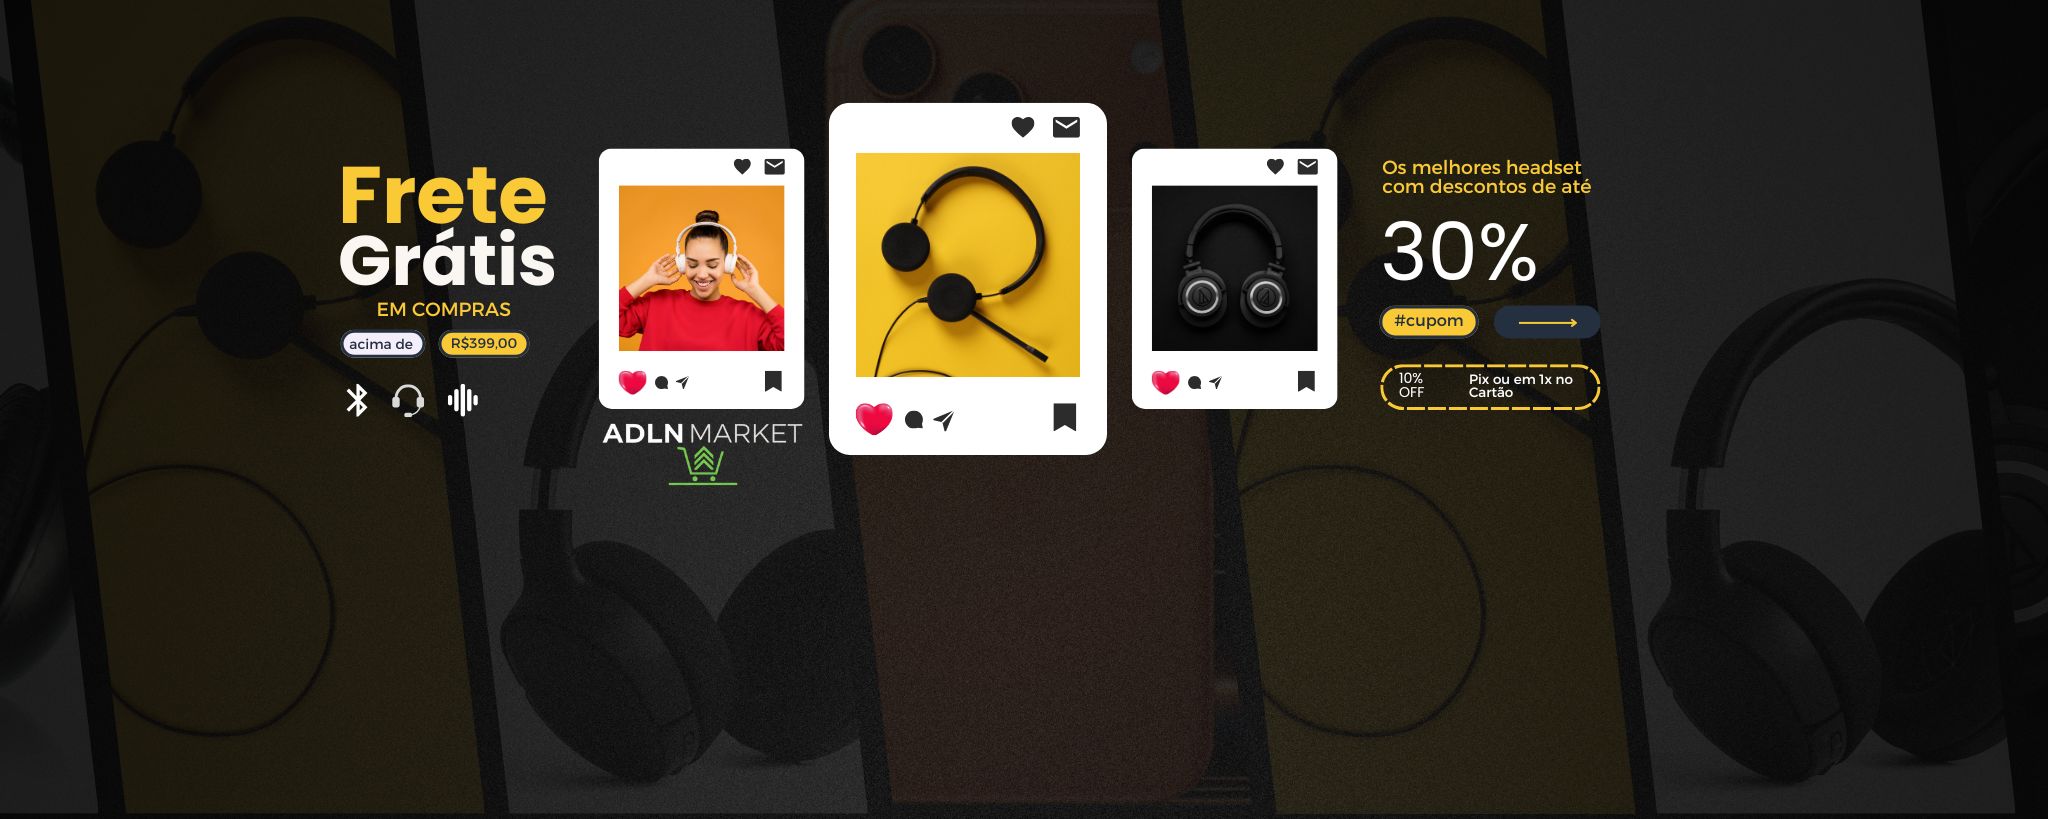 Frete
Grátis
EM COMPRAS
acima de R$399,00
ADLN MARKET
Os melhores headset
com descontos de até
30%
#cupom
10%
OFF
Pix ou em 1x no
Cartão